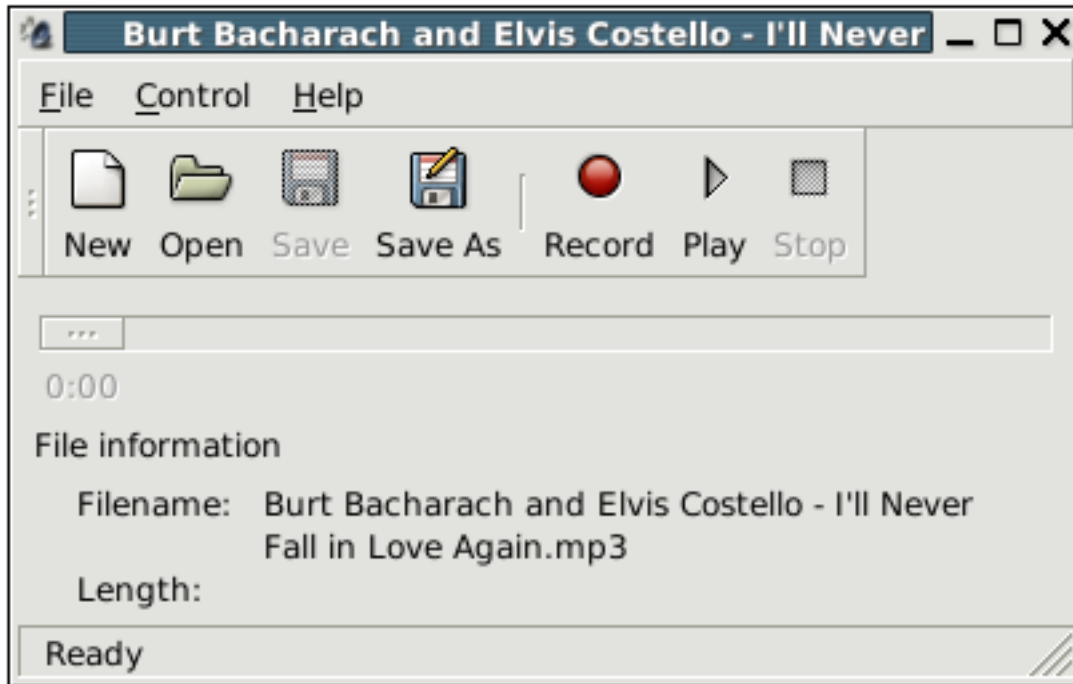 Burt Bacharach and Elvis Costello - I'll Never
File Control Help
New Open Save Save As Record Play Stop
0:00
File information
Filename: Burt Bacharach and Elvis Costello - I'll Never
Fall in Love Again.mp3
Length:
Ready